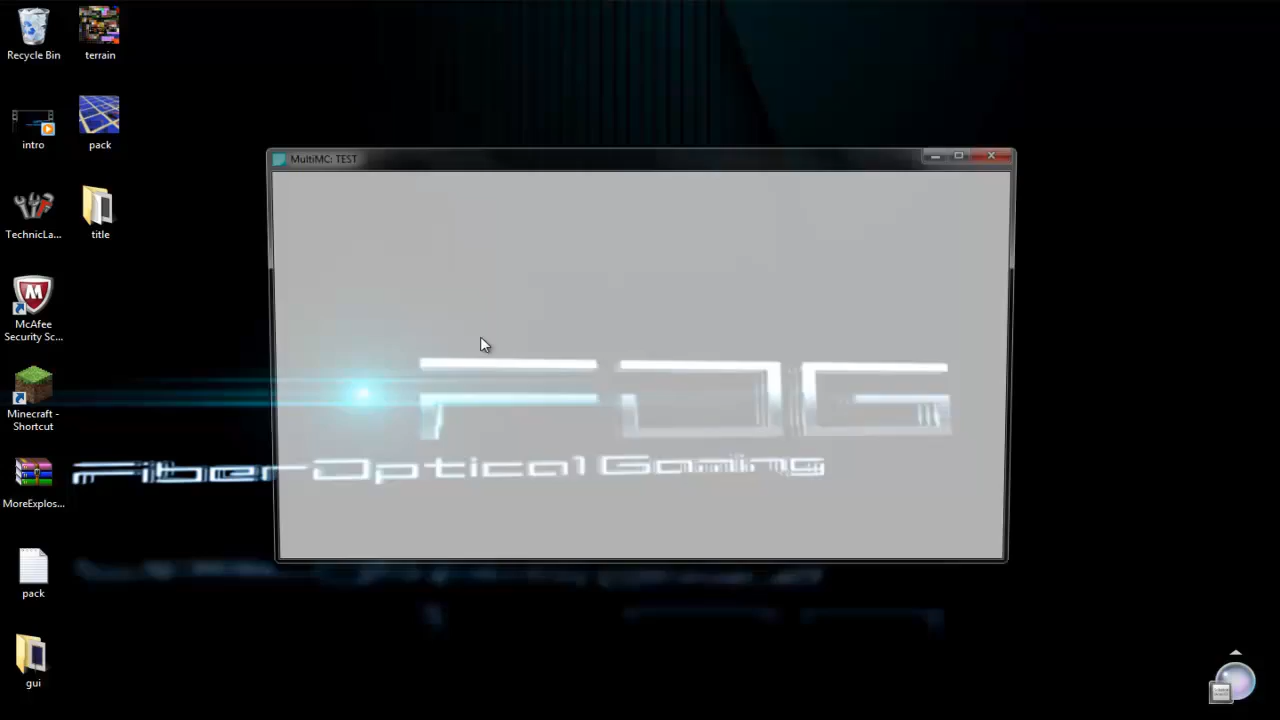 Recycle Bin
terrain
intro
pack
TechnicLa...
title
McAfee
Security Sc...
Minecraft -
Shortcut
MoreExplos...
pack
gui
MultiMC: TEST
FOG
FiberOptical Gaming